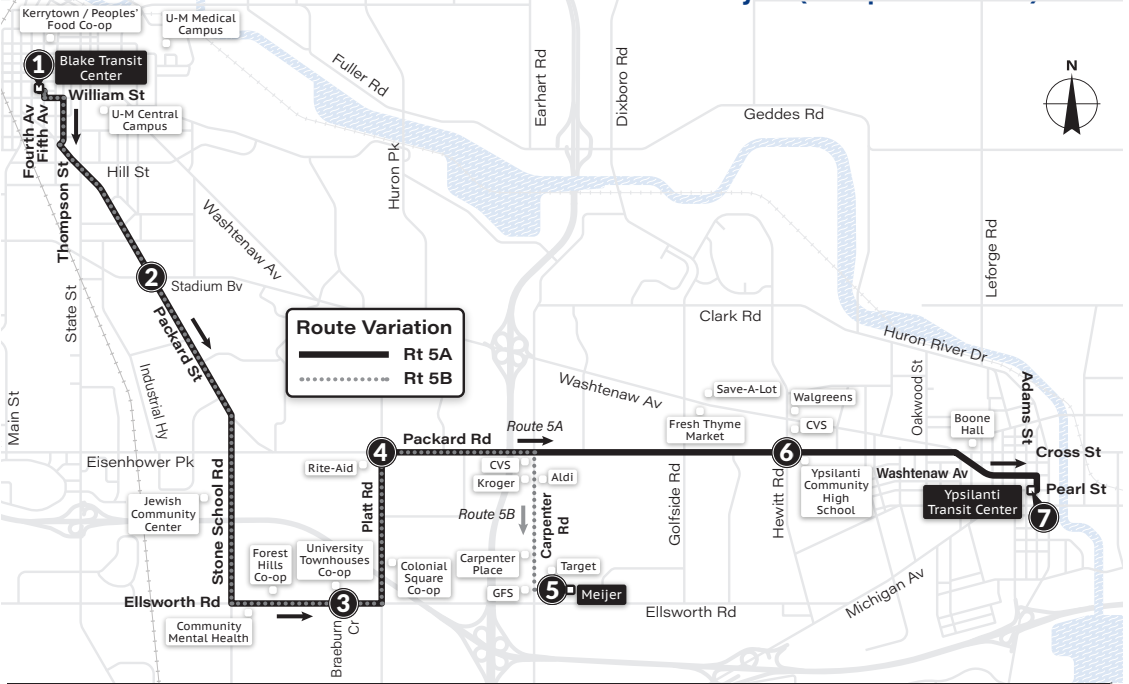 Kerrytown / Peoples'
Food Co-op
U-M Medical
Campus
1
Blake Transit
Center
William St
Fourth Av
Fifth Av
U-M Central
Campus
Hill St
Thompson St
Washtenaw Av
Fuller Rd
Huron Pk
Earhart Rd
Dixboro Rd
Geddes Rd
N
2
Stadium Bv
State St
Packard St
Industrial Hy
Main St
Route Variation
Rt 5A
Rt 5B
Clark Rd
Leforge Rd
Huron River Dr
Washtenaw Av
Save-A-Lot
Fresh Thyme
Market
Walgreens
CVS
Oakwood St
Boone
Hall
Adams St
Cross St
Eisenhower Pk
Rite-Aid
4
Packard Rd
Route 5A
6
Washtenaw Av
Pearl St
Ypsilanti
Transit Center
7
CVS
Kroger
Aldi
Route 5B
Carpenter
Rd
Golfside Rd
Hewitt Rd
Ypsilanti
Community
High
School
Jewish
Community
Center
Stone School Rd
Platt Rd
Forest
Hills
Co-op
University
Townhouses
Co-op
Colonial
Square
Co-op
Carpenter
Place
Target
GFS
5
Meijer
Ellsworth Rd
3
Ellsworth Rd
Michigan Av
Community
Mental Health
Braeburn
Cr